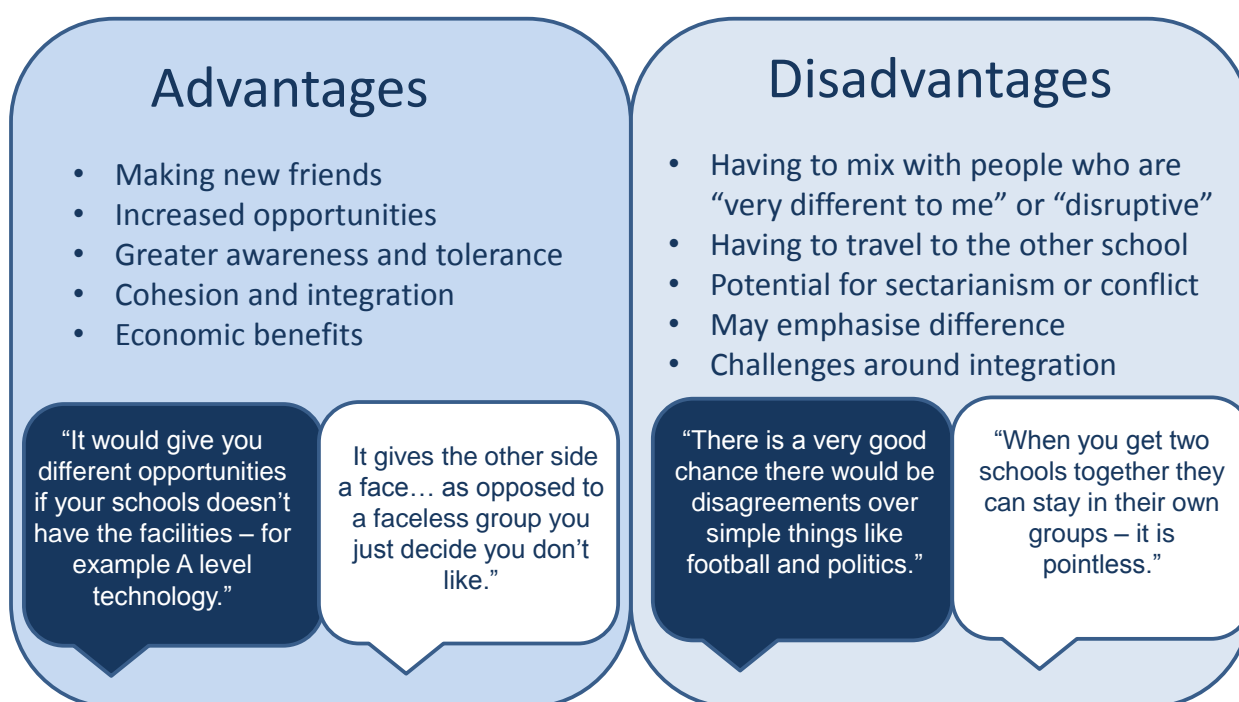 Advantages
• Making new friends
• Increased opportunities
• Greater awareness and tolerance
• Cohesion and integration
• Economic benefits
“It would give you
different opportunities
if your schools doesn’t
have the facilities – for
example A level
technology.”
It gives the other side
a face… as opposed to
a faceless group you
just decide you don’t
like.”
Disadvantages
• Having to mix with people who are
“very different to me” or “disruptive”
• Having to travel to the other school
• Potential for sectarianism or conflict
• May emphasise difference
• Challenges around integration
“There is a very good
chance there would be
disagreements over
simple things like
football and politics.”
“When you get two
schools together they
can stay in their own
groups – it is
pointless.”